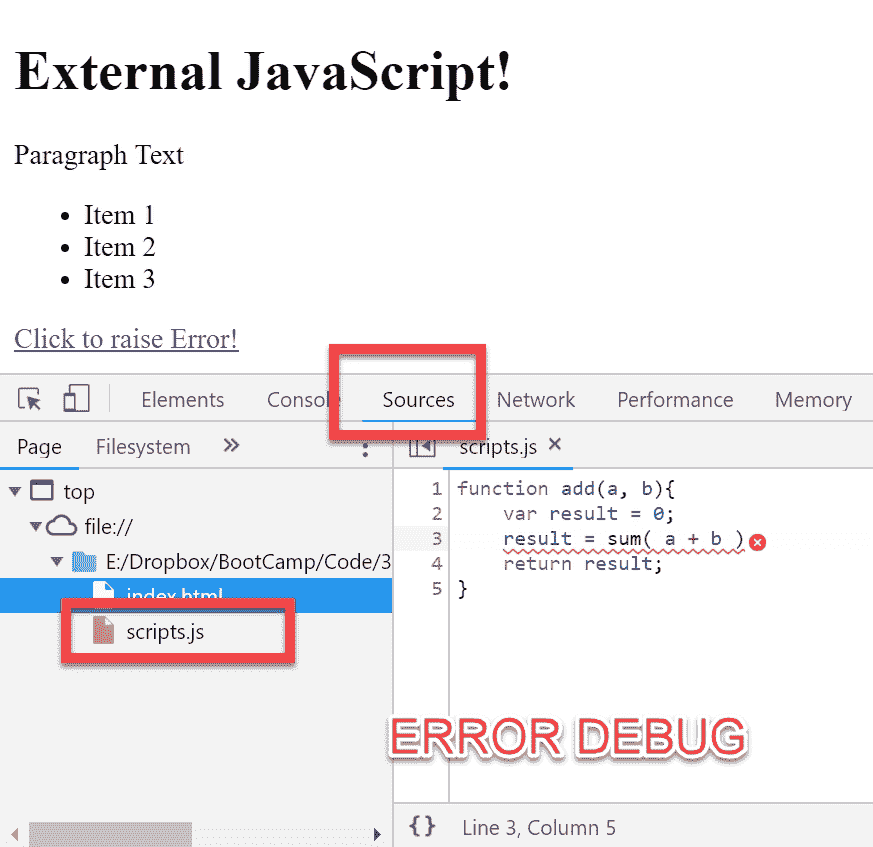 External JavaScript!
Paragraph Text
• Item 1
• Item 2
• Item 3
Click to raise Error!
Elements Console Sources Network Performance Memory
Page Filesystem » scripts.js ×
top
file://
E:/Dropbox/BootCamp/Code/3
index.html
scripts.js
1 function add(a, b){
2 var result = 0;
3 result = sum( a + b )
4 return result;
5 }
ERROR DEBUG
{} Line 3, Column 5